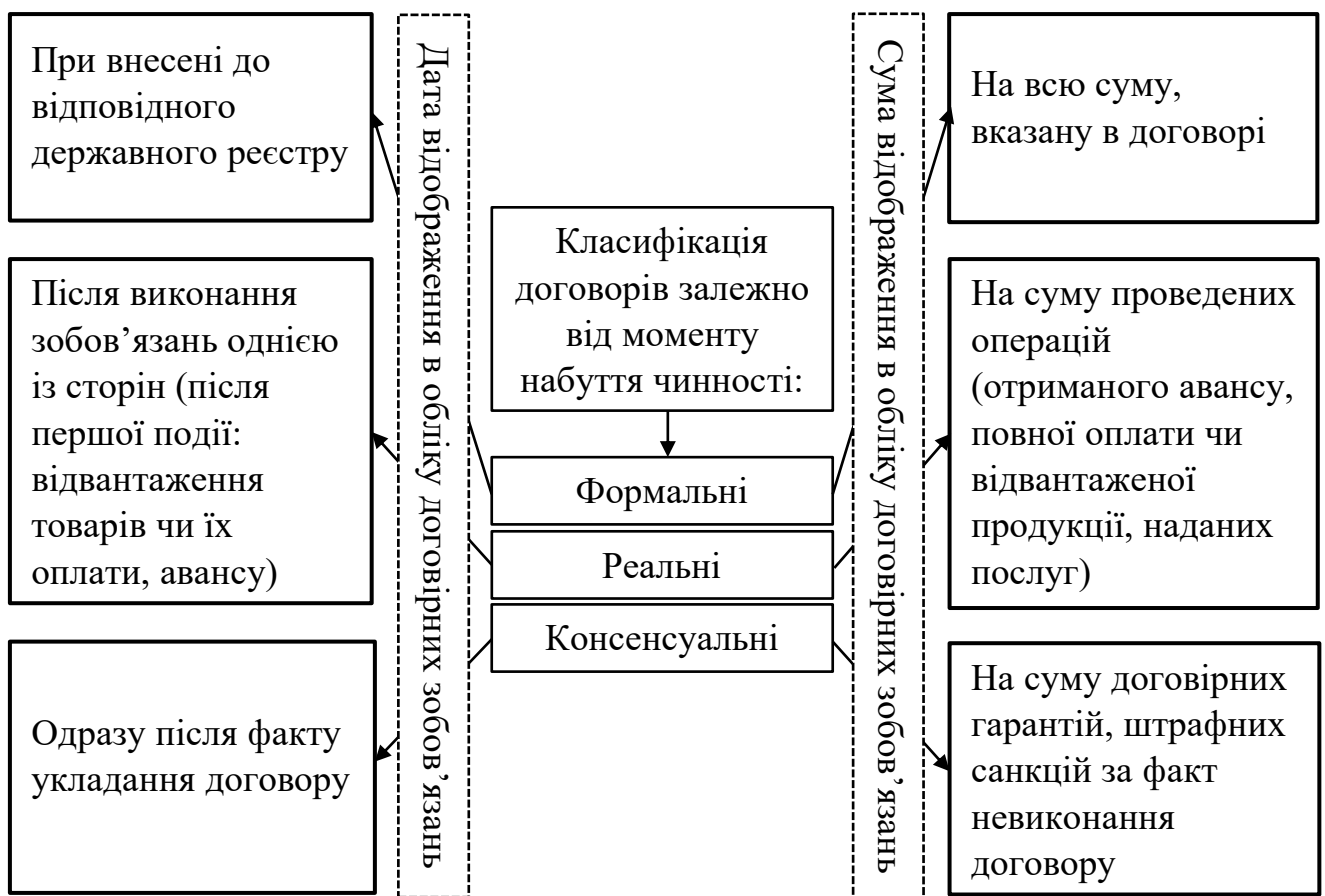 При внесені до
відповідного
державного реєстру
Після виконання
зобов’язань однією
із сторін (після
першої події:
відвантаження
товарів чи їх
оплати, авансу)
Одразу після факту
укладання договору
Дата відображення в обліку договірних зобов’язань
Класифікація
договорів залежно
від моменту
набуття чинності:
Формальні
Реальні
Консенсуальні
Сума відображення в обліку договірних зобов’язань
На всю суму,
вказану в договорі
На суму проведених
операцій
(отриманого авансу,
повної оплати чи
відвантаженої
продукції, наданих
послуг)
На суму договірних
гарантій, штрафних
санкцій за факт
невиконання
договору